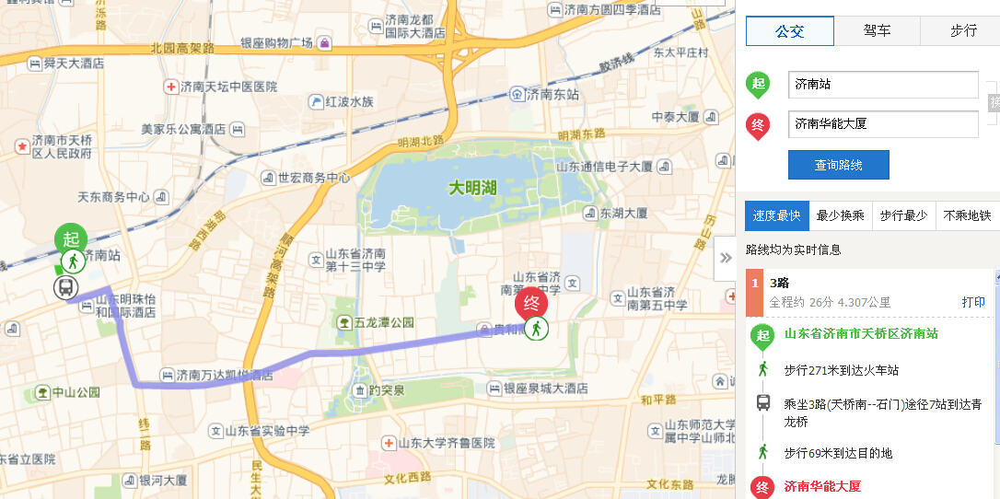 济南龙都
国际大酒店
济南方圆四季酒店
银座购物广场
北园高架路
舜天大酒店
胶济线
东太平庄村
济南天坛中医医院
红波水族
济南东站
中泰大厦
美家乐公寓酒店
济南市天桥
区人民政府
明湖北路
明湖东路
世宏商务中心
山东通信电子大厦
天东商务中心
大明湖
明湖西路
东湖大厦
历山路
起
济南站
顺河高架路
山东省济南
第十三中学
山东省济
南第
终
山东省济
南第五中学
山东明珠怡
和国际酒店
五龙潭公园
贵和
济南万达凯悦酒店
中山公园
趵突泉
银座泉城大酒店
和平路
纬二路
山东省实验中学
山东大学齐鲁医院
山东师范大学
属中学山师北
省立医院
银河大厦
民生大
文化西路
文化东路
公交
驾车
步行
起
济南站
终
济南华能大厦
换
查询路线
速度最快
最少换乘
步行最少
不乘地铁
路线均为实时信息
1
3路
全程约 26分 4.307公里
打印
起
山东省济南市天桥区济南站
步行271米到达火车站
乘坐3路(天桥南--石门)途径7站到达青
龙桥
步行69米到达目的地
终
济南华能大厦